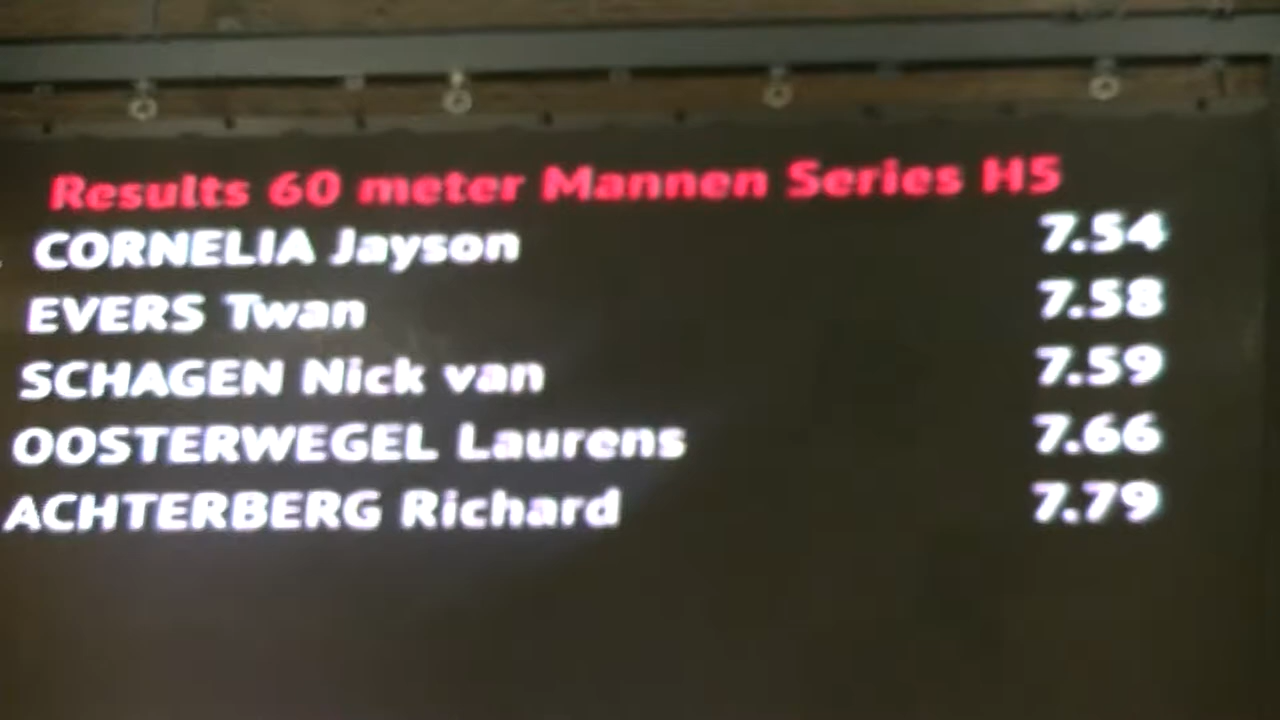 Results 60 meter Mannen Series H5
CORNELIA Jayson 7.54
EVERS Twan 7.58
SCHAGEN Nick van 7.59
OOSTERWEGEL Laurens 7.66
ACHTERBERG Richard 7.79